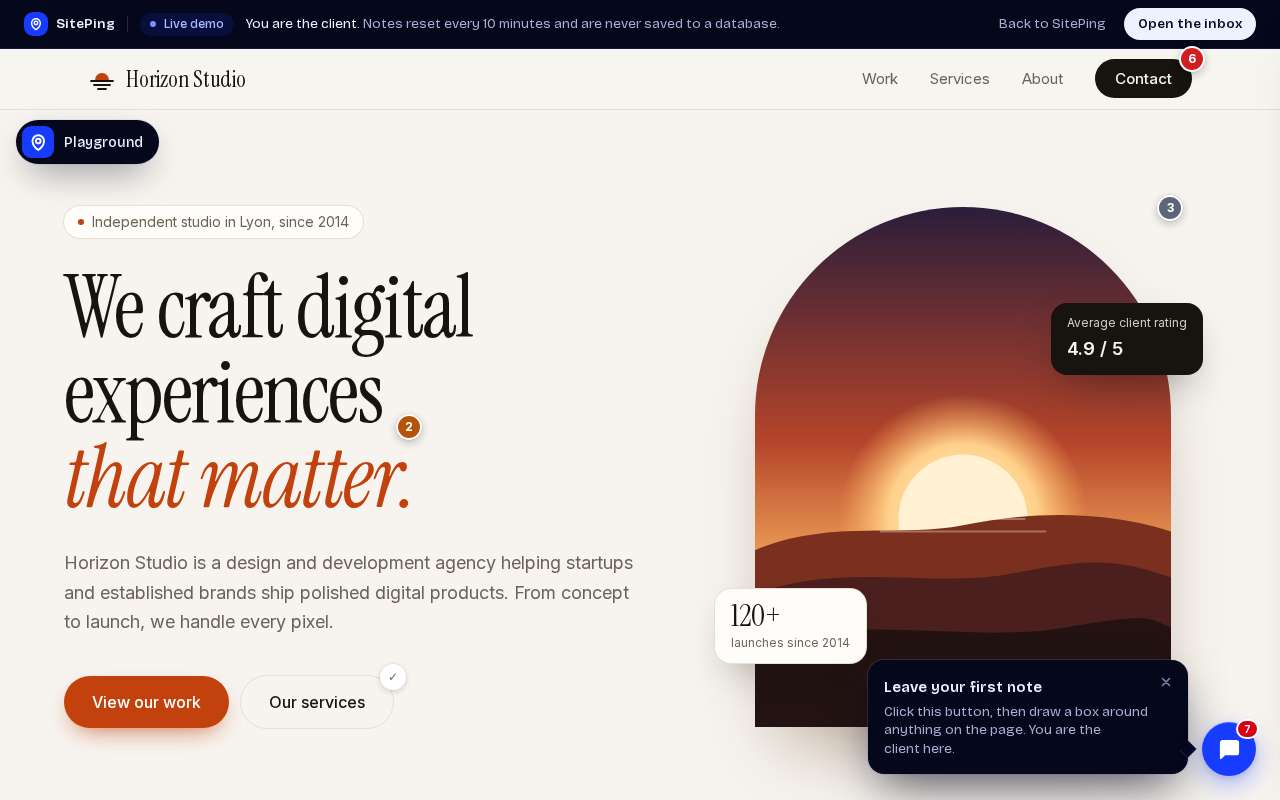 SitePing
Live demo
You are the client. Notes reset every 10 minutes and are never saved to a database.
Back to SitePing
Open the inbox
Horizon Studio
Work
Services
About
Contact
6
Playground
Independent studio in Lyon, since 2014
3
We craft digital
experiences
2
that matter.
Average client rating
4.9 / 5
Horizon Studio is a design and development agency helping startups
and established brands ship polished digital products. From concept
to launch, we handle every pixel.
120+
launches since 2014
View our work
Our services
✓
Leave your first note
Click this button, then draw a box around
anything on the page. You are the
client here.
7